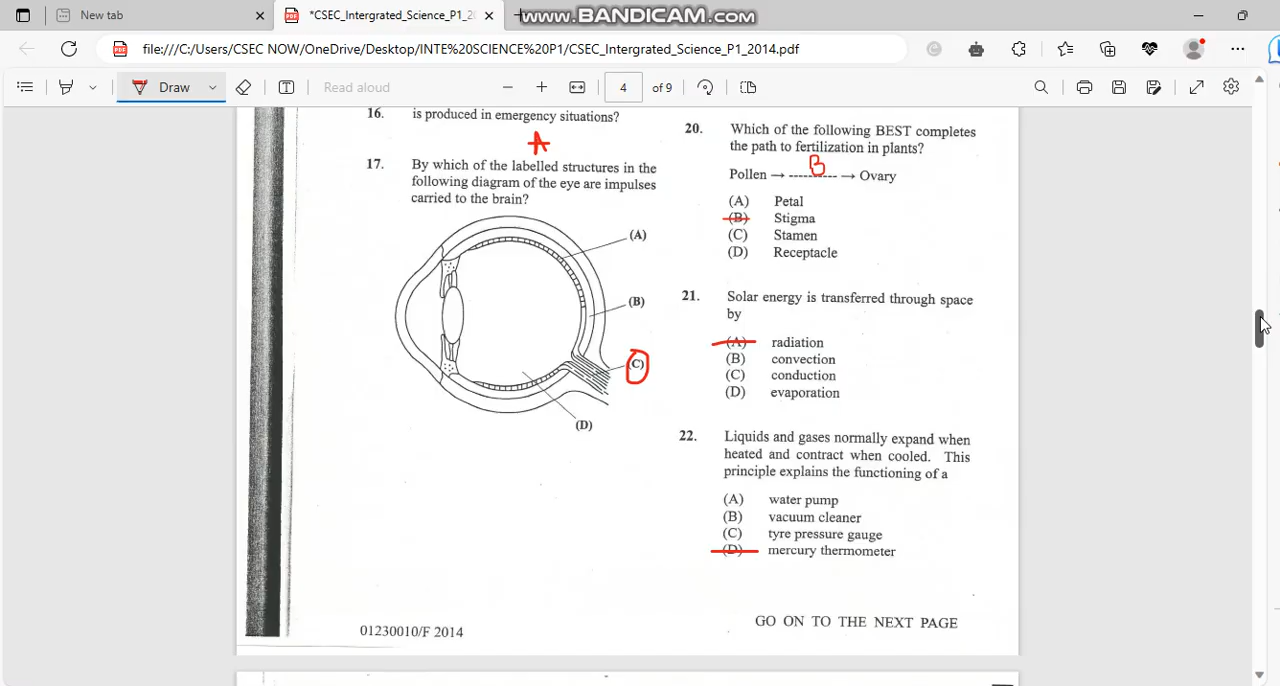 New tab
*CSEC_Intergrated_Science_P1_2
www.BANDICAM.com
file:///C:/Users/CSEC NOW/OneDrive/Desktop/INTE%20SCIENCE%20P1/CSEC_Intergrated_Science_P1_2014.pdf
Draw
Read aloud
4 of 9
16. is produced in emergency situations?
A
17. By which of the labelled structures in the
following diagram of the eye are impulses
carried to the brain?
(A)
(B)
(C)
(D)
01230010/F 2014
20. Which of the following BEST completes
the path to fertilization in plants?
B
Pollen → ----------- → Ovary
(A) Petal
(B) Stigma
(C) Stamen
(D) Receptacle
21. Solar energy is transferred through space
by
(A) radiation
(B) convection
(C) conduction
(D) evaporation
22. Liquids and gases normally expand when
heated and contract when cooled. This
principle explains the functioning of a
(A) water pump
(B) vacuum cleaner
(C) tyre pressure gauge
(D) mercury thermometer
GO ON TO THE NEXT PAGE